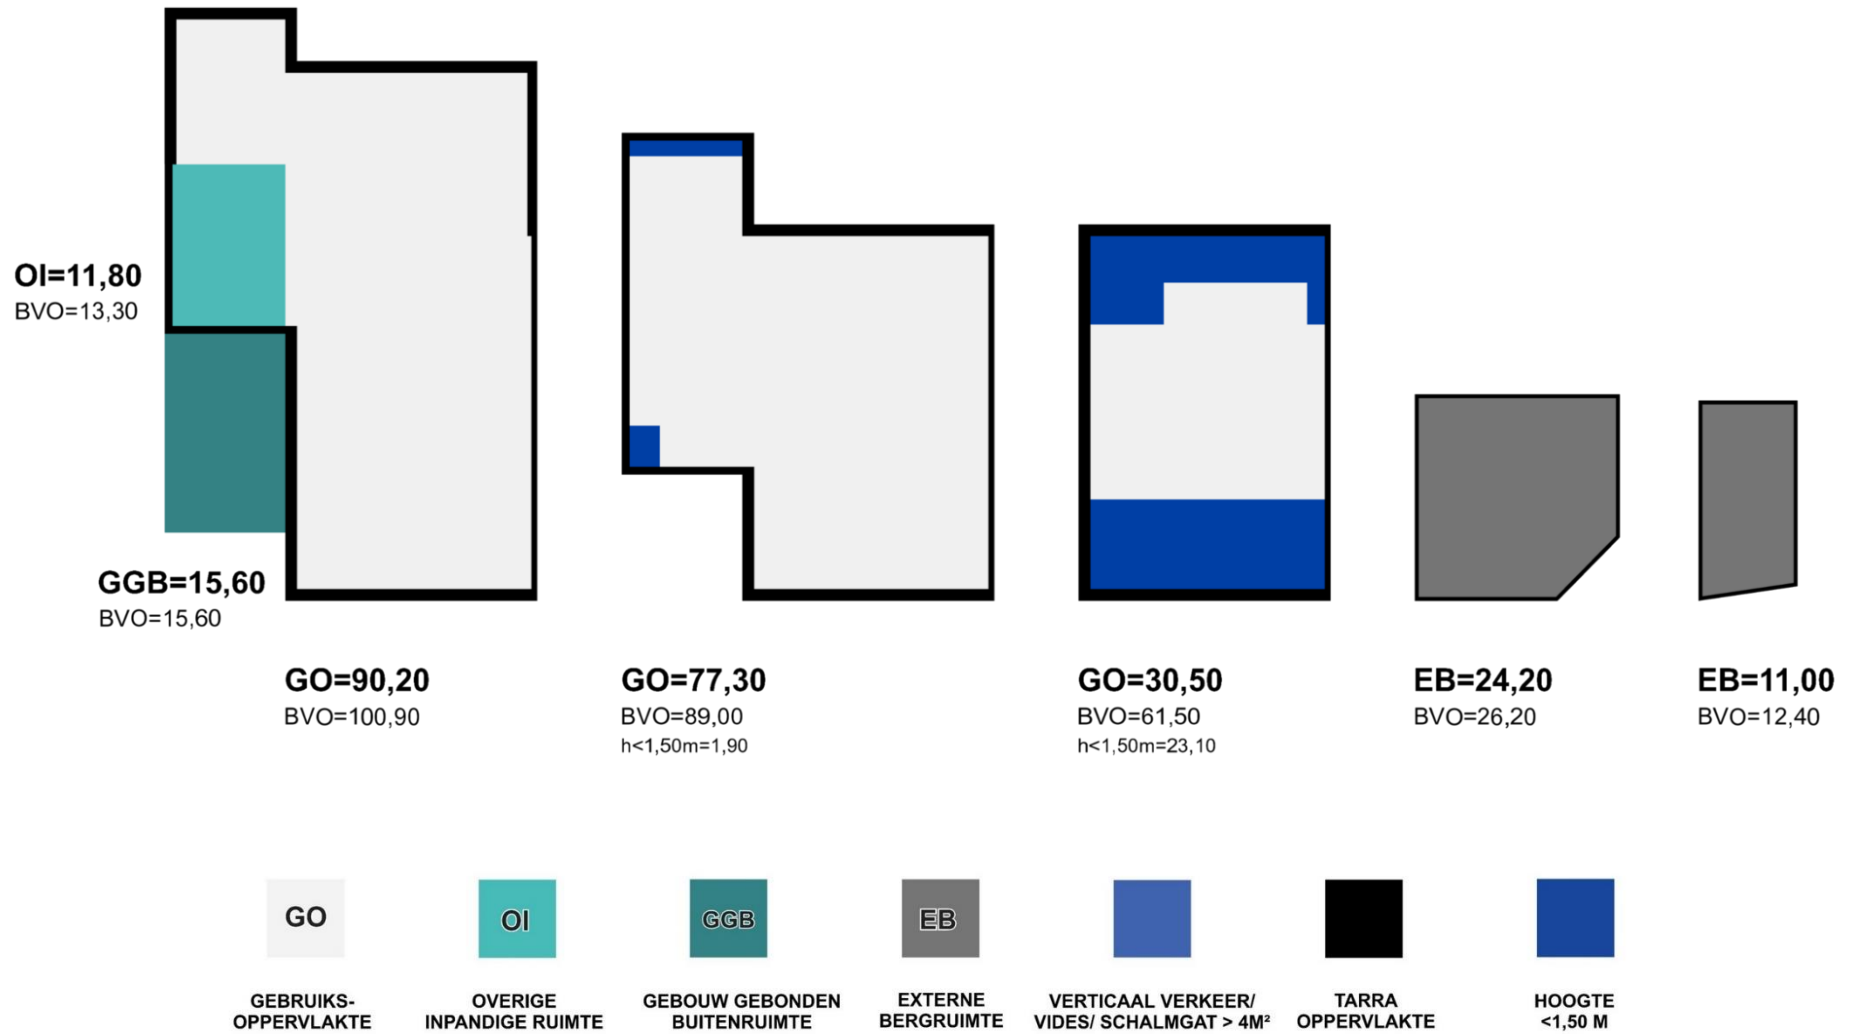 OI=11,80
BVO=13,30
GGB=15,60
BVO=15,60
GO=90,20
BVO=100,90
GO=77,30
BVO=89,00
h<1,50m=1,90
GO=30,50
BVO=61,50
h<1,50m=23,10
EB=24,20
BVO=26,20
EB=11,00
BVO=12,40
GO
OI
GGB
EB
GEBRUIKS-
OPPERVLAKTE
OVERIGE
INPANDIGE RUIMTE
GEBOUW GEBONDEN
BUITENRUIMTE
EXTERNE
BERGRUIMTE
VERTICAAL VERKEER/
VIDES/ SCHALMGAT > 4M²
TARRA
OPPERVLAKTE
HOOGTE
<1,50 M